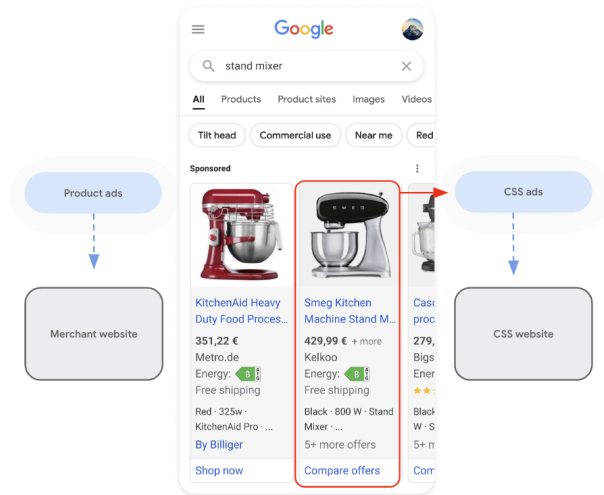 Google
stand mixer
All Products Product sites Images Videos
Tilt head Commercial use Near me Red
Sponsored
Product ads
CSS ads
Merchant website
CSS website
SMEG
KitchenAid Heavy
Duty Food Proces...
351,22 €
Metro.de
Energy: B
Free shipping
Red · 325w ·
KitchenAid Pro · ...
By Billiger
Shop now
Smeg Kitchen
Machine Stand M...
429,99 € + more
Kelkoo
Energy: B
Free shipping
Black · 800 W · Stand
Mixer · ...
5+ more offers
Compare offers
Casc
proc
279,
Bigs
Ener
Black
W · S
5+ m
Com